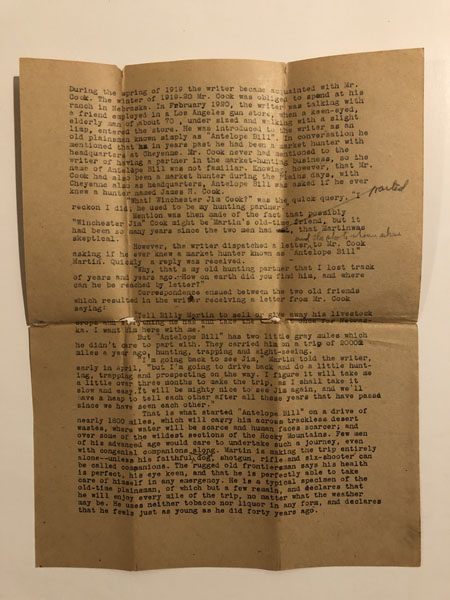 During the spring of 1919 the writer became acquainted with Mr.
Cook. The winter of 1919-20 Mr. Cook was obliged to spend at his
ranch in Nebraska. In February 1920, the writer was talking with
a friend employed in a Los Angeles gun store, when a keen-eyed,
elderly man of about 70, under sized and walking with a slight
limp, entered the store. He was introduced to the writer as an
old plainsman known simply as "Antelope Bill". In conversation he
mentioned that in years past he had been a market hunter with
headquarters at Cheyenne. Mr. Cook never had mentioned to the
writer of having a partner in the market-hunting business, so the
name of Antelope Bill was not familiar. Knowing, however, that Mr.
Cook had also been a market hunter during the plains days, with
Cheyenne also as headquarters, Antelope Bill was asked if he ever
knew a hunter named James H. Cook.
"What! Winchester Jim Cook?" was the quick query. "I
reckon I did; he used to be my hunting pardner." parted
Mention was then made of the fact that possibly
"Winchester Jim" Cook might be Martin's old-time friend, but it
had been so many years since the two men had that Martin was
skeptical.
However, the writer dispatched a letter to Mr. Cook
asking if he ever knew a market hunter known as "Antelope Bill"
Martin. Quickly a reply was received.
"Why, that's my old hunting partner that I lost track
of years and years ago. How on earth did you find his, and where
can he be reached by letter?"
Correspondence ensued between the two old friends
which resulted in the writer receiving a letter from Mr. Cook
saying:
"Tell Billy Martin to sell or give away his livestock
ka. I want him here with me."
But "Antelope Bill" has two little gray mules which
he didn't care to part with. They carried him on a trip of 2000
miles a year ago, hunting, trapping and sight-seeing.
"I'm going back to see Jim," Martin told the writer,
early in April, "but I'm going to drive back and do a little hunt-
ing, trapping and prospecting on the way. I figure it will take me
a little over three months to make the trip, as I shall take it
slow and easy. It will be mighty nice to see Jim again, and we'll
have a heap to tell each other after all those years that have passed
since we have seen each other."
That is what started "Antelope Bill" on a drive of
nearly 1800 miles, which will carry him across trackless desert
wastes, where water will be scarce and human faces scarcer; and
over some of the wildest sections of the Rocky Mountains. Few men
of his advanced age would care to undertake such a journey, even
with congenial companions along. Martin is making the trip entirely
alone--unless his faithful dog, shotgun, rifle and six-shooter can
be called companions. The rugged old frontiersman says his health
is perfect, his eye keen, and that he is perfectly able to take
care of himself in any emergency. He is a typical specimen of the
old-time plainsman, of which but a few remain, and declares that
he will enjoy every mile of the trip, no matter what the weather
may be. He uses neither tobacco nor liquor in any form, and declares
that he feels just as young as he did forty years ago.